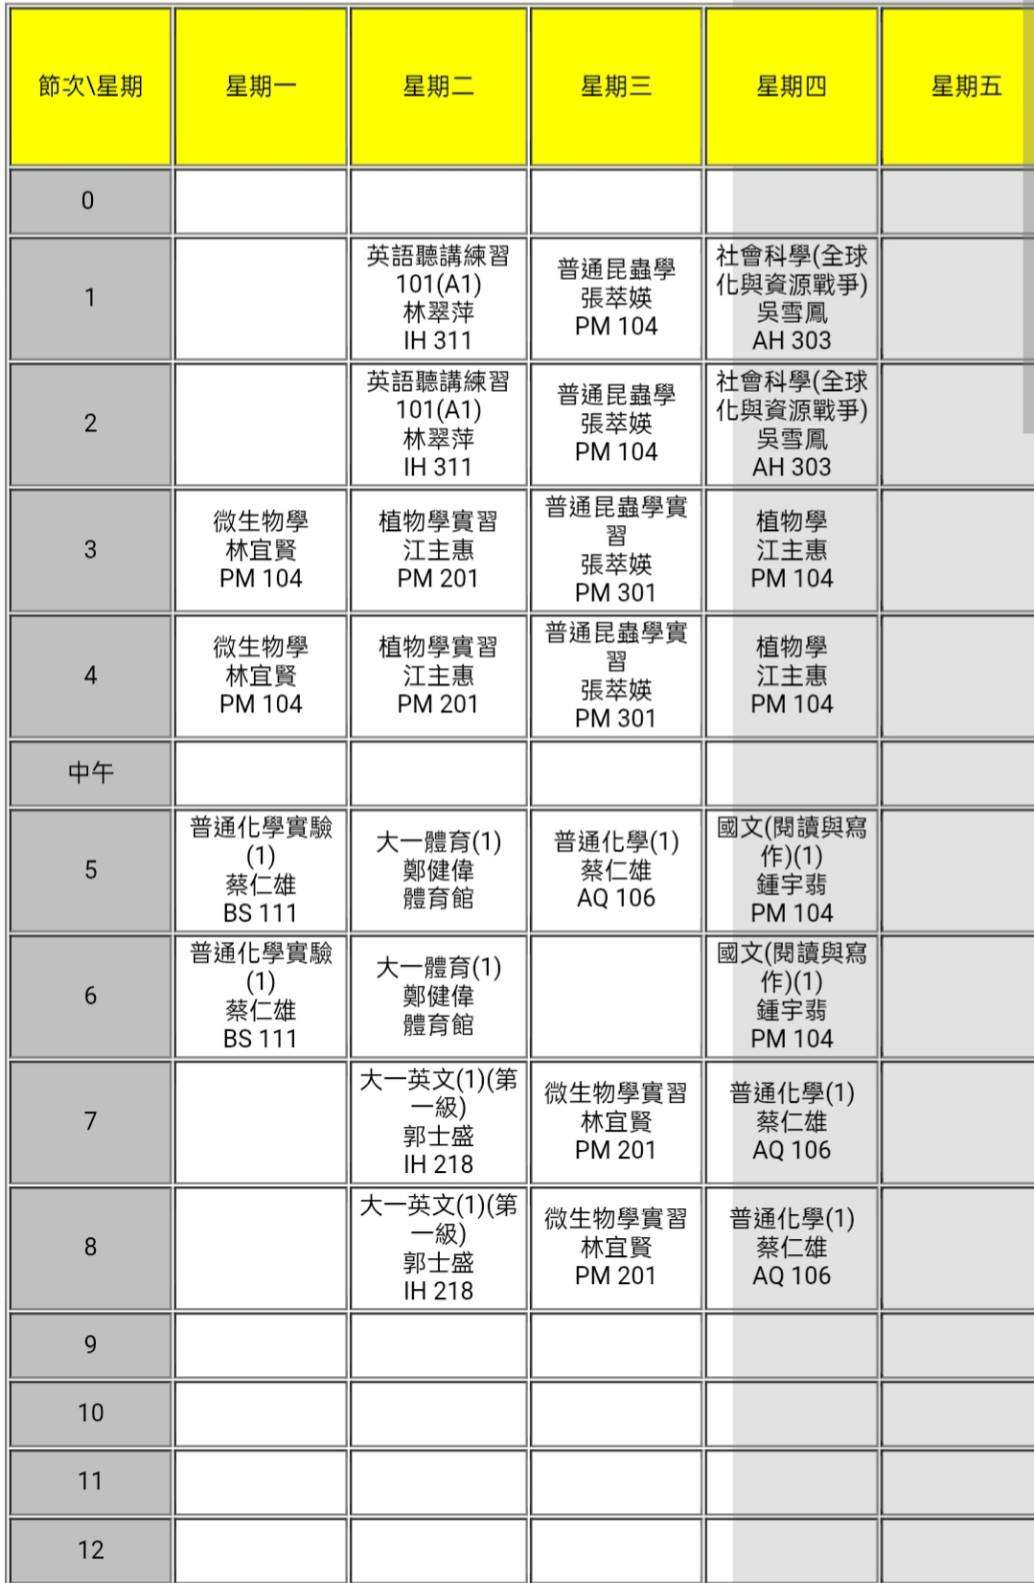 節次\星期 星期一 星期二 星期三 星期四 星期五
0
1
英語聽講練習
101(A1)
林翠萍
IH 311
普通昆蟲學
張萃媖
PM 104
社會科學(全球
化與資源戰爭)
吳雪鳳
AH 303
2
英語聽講練習
101(A1)
林翠萍
IH 311
普通昆蟲學
張萃媖
PM 104
社會科學(全球
化與資源戰爭)
吳雪鳳
AH 303
3
微生物學
林宜賢
PM 104
植物學實習
江主惠
PM 201
普通昆蟲學實
習
張萃媖
PM 301
植物學
江主惠
PM 104
4
微生物學
林宜賢
PM 104
植物學實習
江主惠
PM 201
普通昆蟲學實
習
張萃媖
PM 301
植物學
江主惠
PM 104
中午
5
普通化學實驗
(1)
蔡仁雄
BS 111
大一體育(1)
鄭健偉
體育館
普通化學(1)
蔡仁雄
AQ 106
國文(閱讀與寫
作)(1)
鍾宇翡
PM 104
6
普通化學實驗
(1)
蔡仁雄
BS 111
大一體育(1)
鄭健偉
體育館
國文(閱讀與寫
作)(1)
鍾宇翡
PM 104
7
大一英文(1)(第
一級)
郭士盛
IH 218
微生物學實習
林宜賢
PM 201
普通化學(1)
蔡仁雄
AQ 106
8
大一英文(1)(第
一級)
郭士盛
IH 218
微生物學實習
林宜賢
PM 201
普通化學(1)
蔡仁雄
AQ 106
9
10
11
12